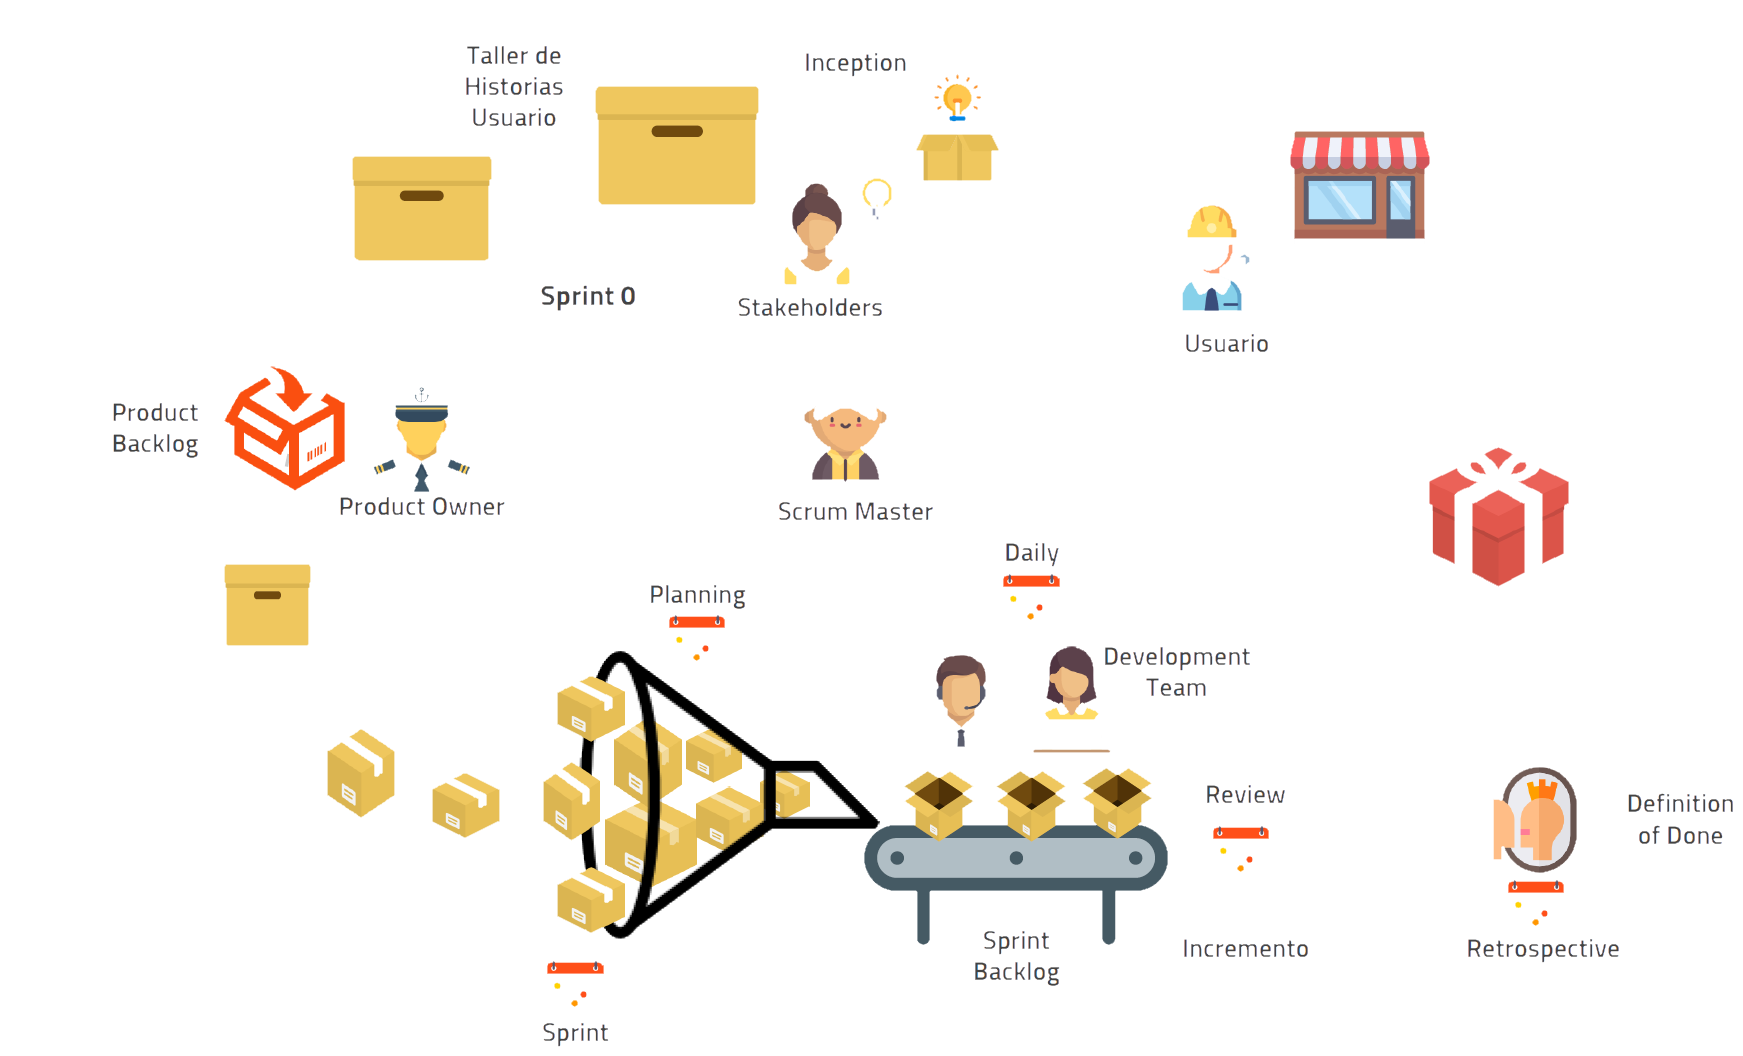 Taller de
Historias
Usuario
Inception
Sprint 0
Stakeholders
Usuario
Product
Backlog
Product Owner
Scrum Master
Daily
Planning
Development
Team
Review
Definition
of Done
Sprint
Backlog
Incremento
Retrospective
Sprint